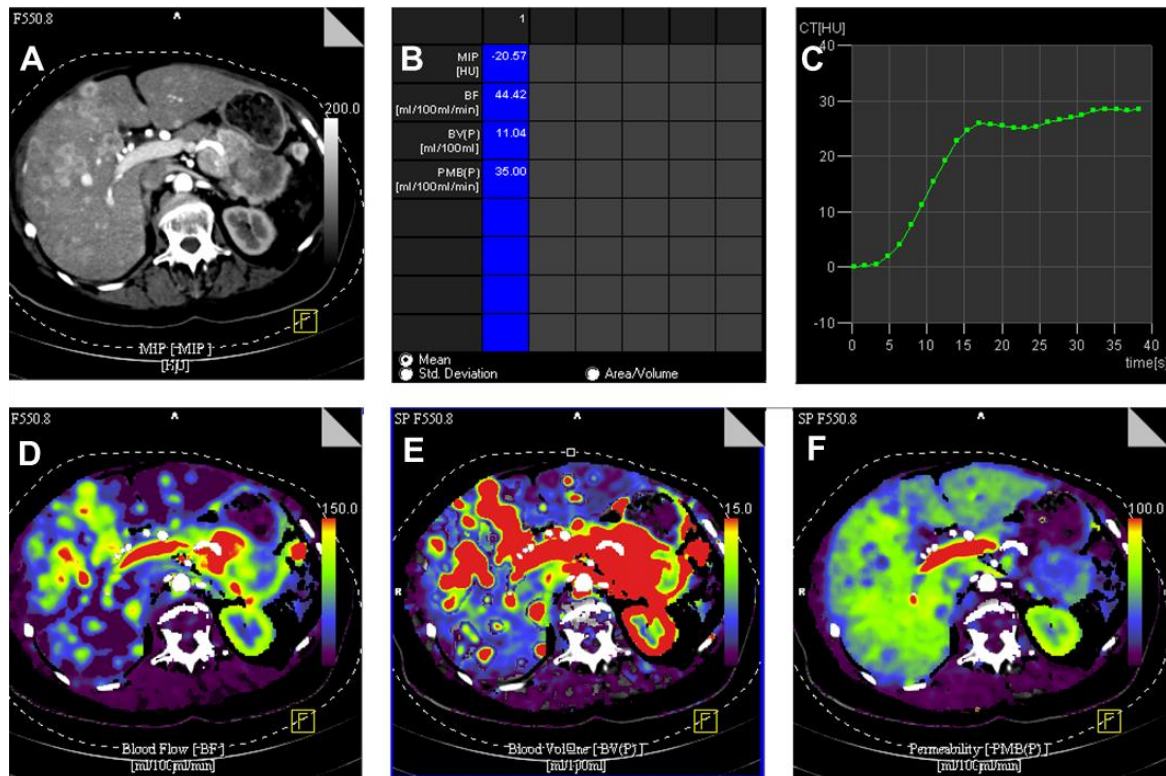 F550.8
A
A
200.0
F
MIP [-MIP ]
[HU]
B
1
MIP
[HU]
-20.57
BF
[ml/100ml/min]
44.42
BV(P)
[ml/100ml]
11.04
PMB(P)
[ml/100ml/min]
35.00
Mean
Std. Deviation
Area/Volume
C
CT[HU]
40
30
20
10
0
-10
0 5 10 15 20 25 30 35 40
time[s]
F550.8
A
D
150.0
F
Blood Flow [-BF-]
[ml/100ml/min]
SP F550.8
A
E
15.0
R
F
Blood Volume [-BV(P) ]
[ml/100ml]
SP F550.8
A
F
100.0
R
F
Permeability [-PMB(P) ]
[ml/100ml/min]